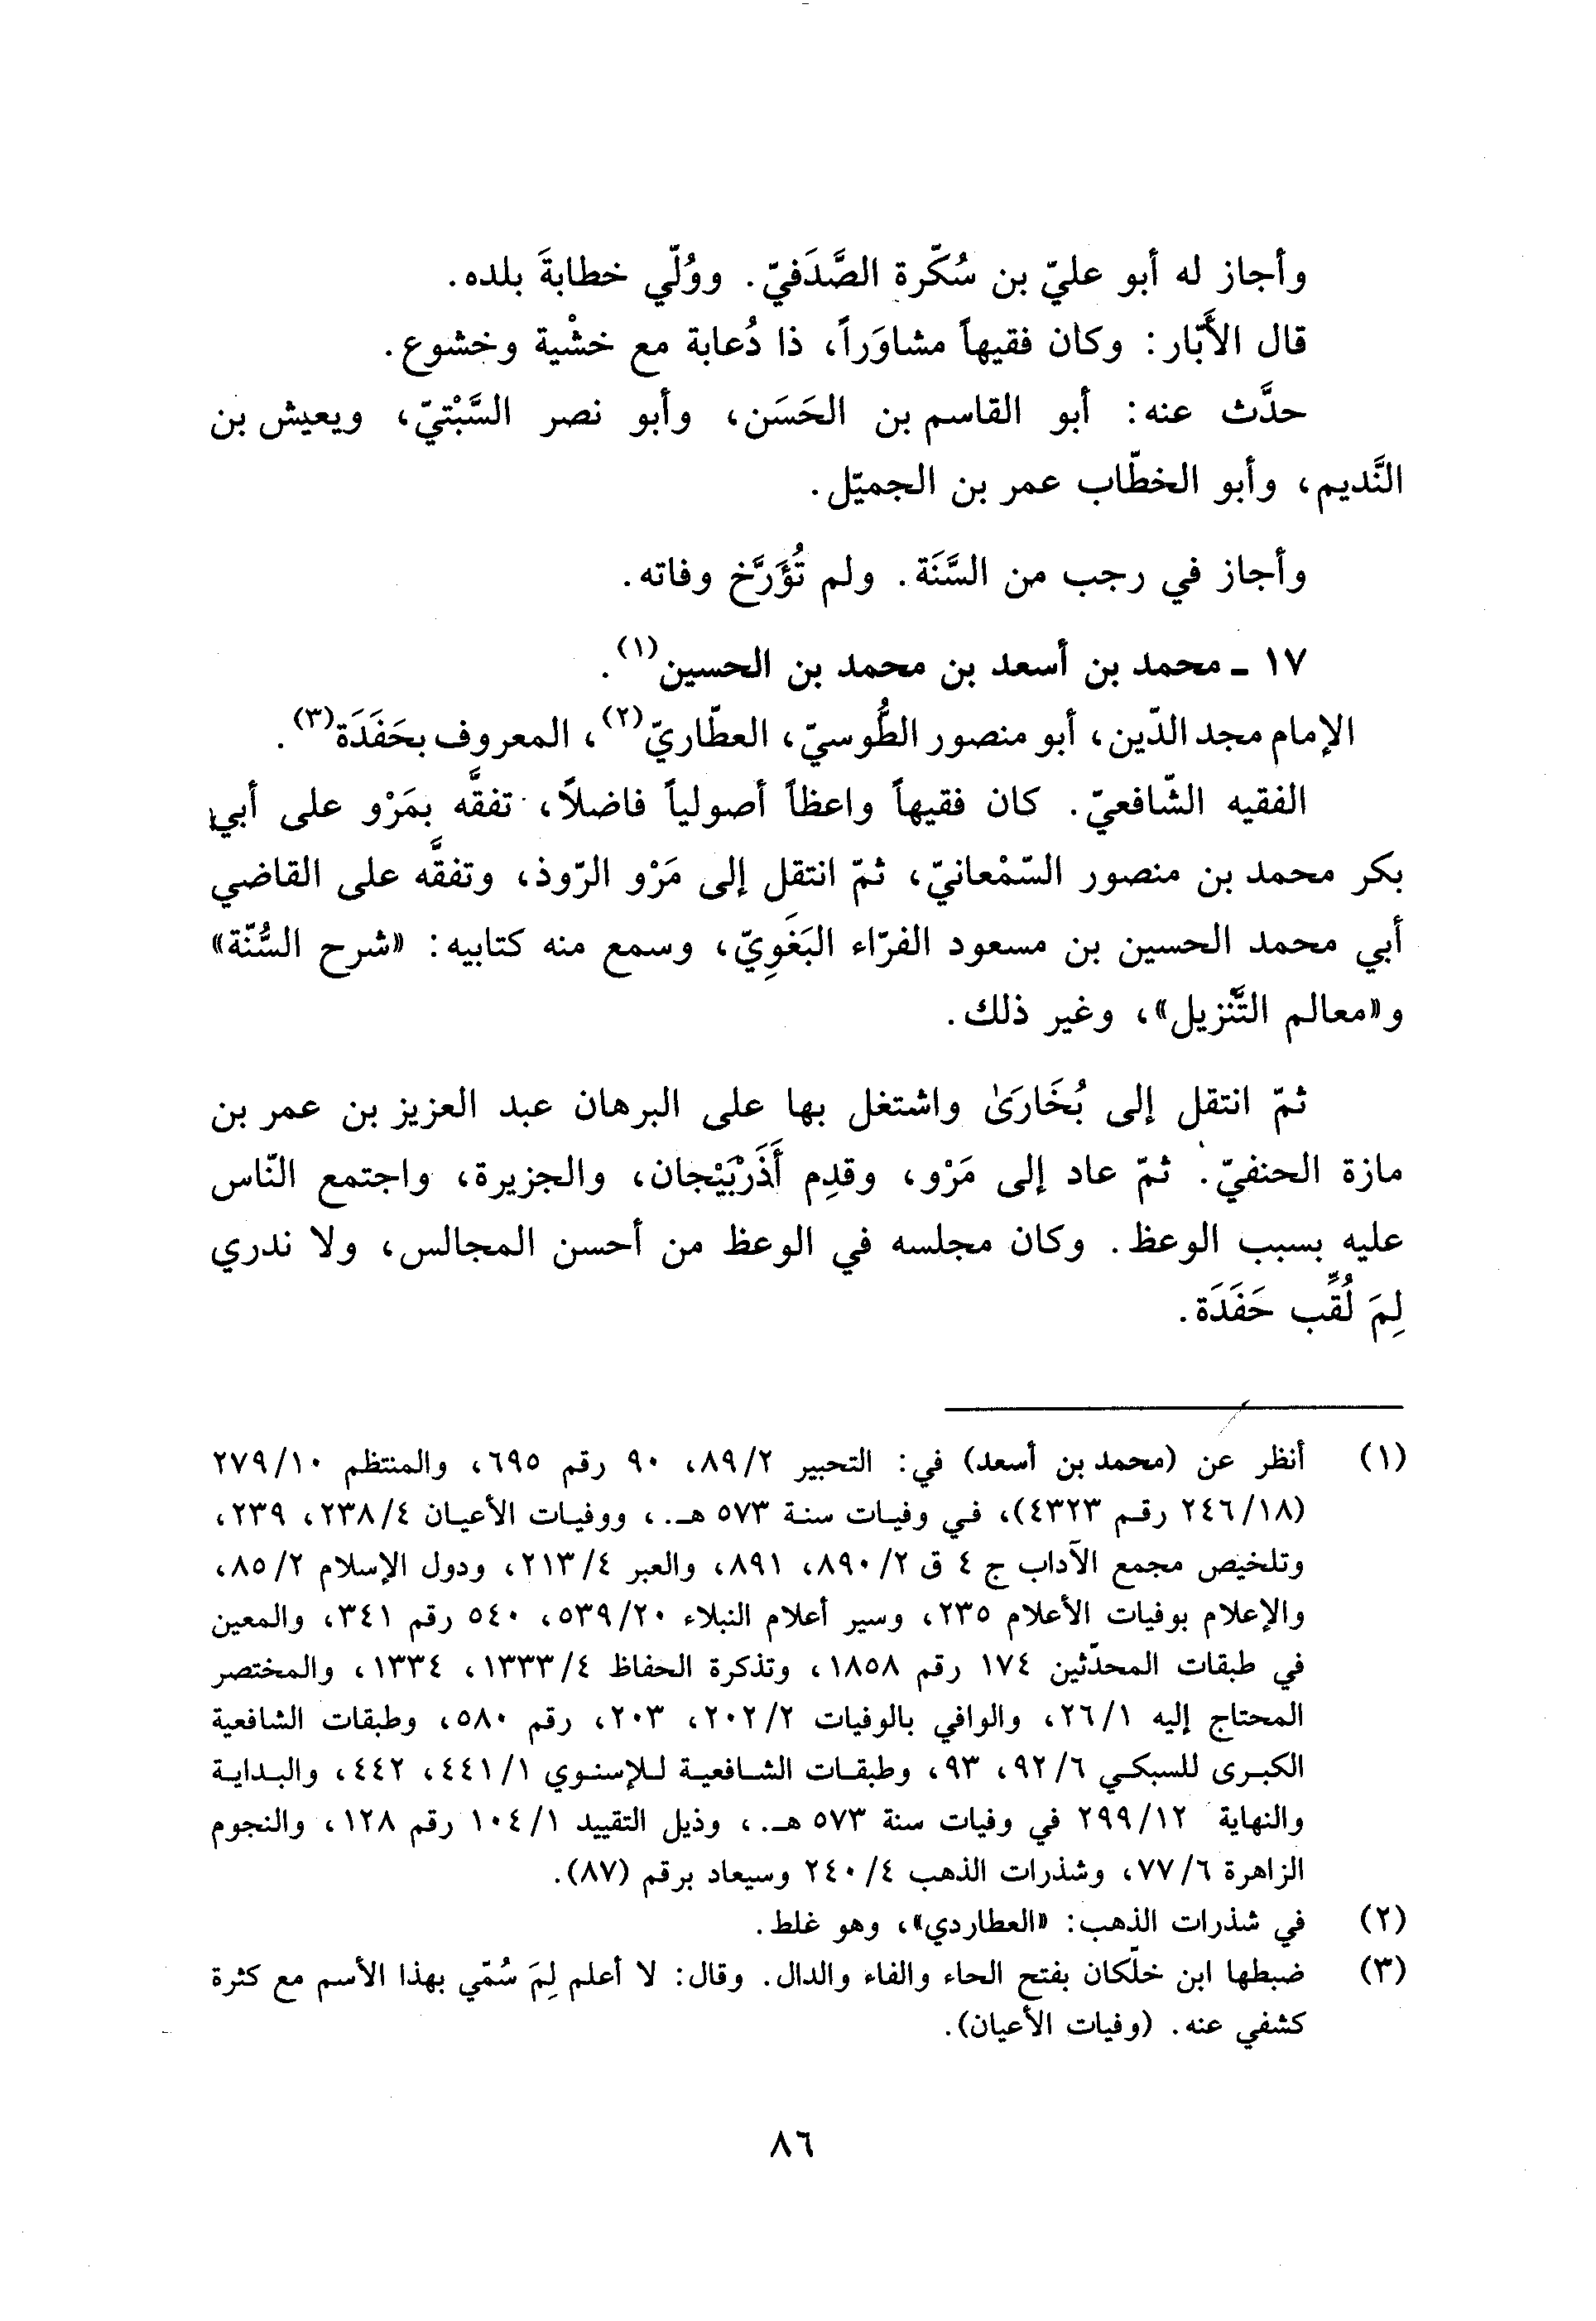 وأجاز له أبو عليّ بن سُكّرة الصَّدَفيّ. ووُلّي خطابةَ بلده.
قال الأَبّار: وكان فقيهاً مشاوَراً، ذا دُعابة مع خشْية وخشوع.
حدَّث عنه: أبو القاسم بن الحَسَن، وأبو نصر السَّبْتيّ، ويعيش بن
النَّديم، وأبو الخطّاب عمر بن الجميّل.
وأجاز في رجب من السَّنَة. ولم تُؤَرَّخ وفاته.
١٧ ـ محمد بن أسعد بن محمد بن الحسين(١).
الإمام مجد الدّين، أبو منصور الطُّوسيّ، العطّاريّ(٢)، المعروف بحَفَدَة(٣).
الفقيه الشّافعيّ. كان فقيهاً واعظاً أصولياً فاضلاً، تفقَّه بمَرْو على أبي
بكر محمد بن منصور السّمْعانيّ، ثمّ انتقل إلى مَرْو الرّوذ، وتفقَّه على القاضي
أبي محمد الحسين بن مسعود الفرّاء البَغَوِيّ، وسمع منه كتابيه: «شرح السُّنّة»
و«معالم التَّنزيل»، وغير ذلك.
ثمّ انتقل إلى بُخَارَىٰ واشتغل بها على البرهان عبد العزيز بن عمر بن
مازة الحنفيّ. ثمّ عاد إلى مَرْو، وقدِم أَذَرْبَيْجان، والجزيرة، واجتمع النّاس
عليه بسبب الوعظ. وكان مجلسه في الوعظ من أحسن المجالس، ولا ندري
لِمَ لُقِّب حَفَدَة.
(١) أنظر عن (محمد بن أسعد) في: التحبير ٨٩/٢، ٩٠ رقم ٦٩٥، والمنتظم ٢٧٩/١٠
(٢٤٦/١٨ رقم ٤٣٢٣)، في وفيات سنة ٥٧٣ هـ.، ووفيات الأعيان ٢٣٨/٤، ٢٣٩،
وتلخيص مجمع الآداب ج ٤ ق ٨٩٠/٢، ٨٩١، والعبر ٢١٣/٤، ودول الإسلام ٨٥/٢،
والإعلام بوفيات الأعلام ٢٣٥، وسير أعلام النبلاء ٥٣٩/٢٠، ٥٤٠ رقم ٣٤١، والمعين
في طبقات المحدّثين ١٧٤ رقم ١٨٥٨، وتذكرة الحفاظ ١٣٣٣/٤، ١٣٣٤، والمختصر
المحتاج إليه ٢٦/١، والوافي بالوفيات ٢٠٢/٢، ٢٠٣، رقم ٥٨٠، وطبقات الشافعية
الكبرى للسبكي ٩٢/٦، ٩٣، وطبقات الشافعية للإسنوي ٤٤١/١، ٤٤٢، والبداية
والنهاية ٢٩٩/١٢ في وفيات سنة ٥٧٣ هـ.، وذيل التقييد ١٠٤/١ رقم ١٢٨، والنجوم
الزاهرة ٧٧/٦، وشذرات الذهب ٢٤٠/٤ وسيعاد برقم (٨٧).
(٢) في شذرات الذهب: «العطاردي»، وهو غلط.
(٣) ضبطها ابن خلّكان بفتح الحاء والفاء والدال. وقال: لا أعلم لِمَ سُمّي بهذا الأسم مع كثرة
كشفي عنه. (وفيات الأعيان).
٨٦